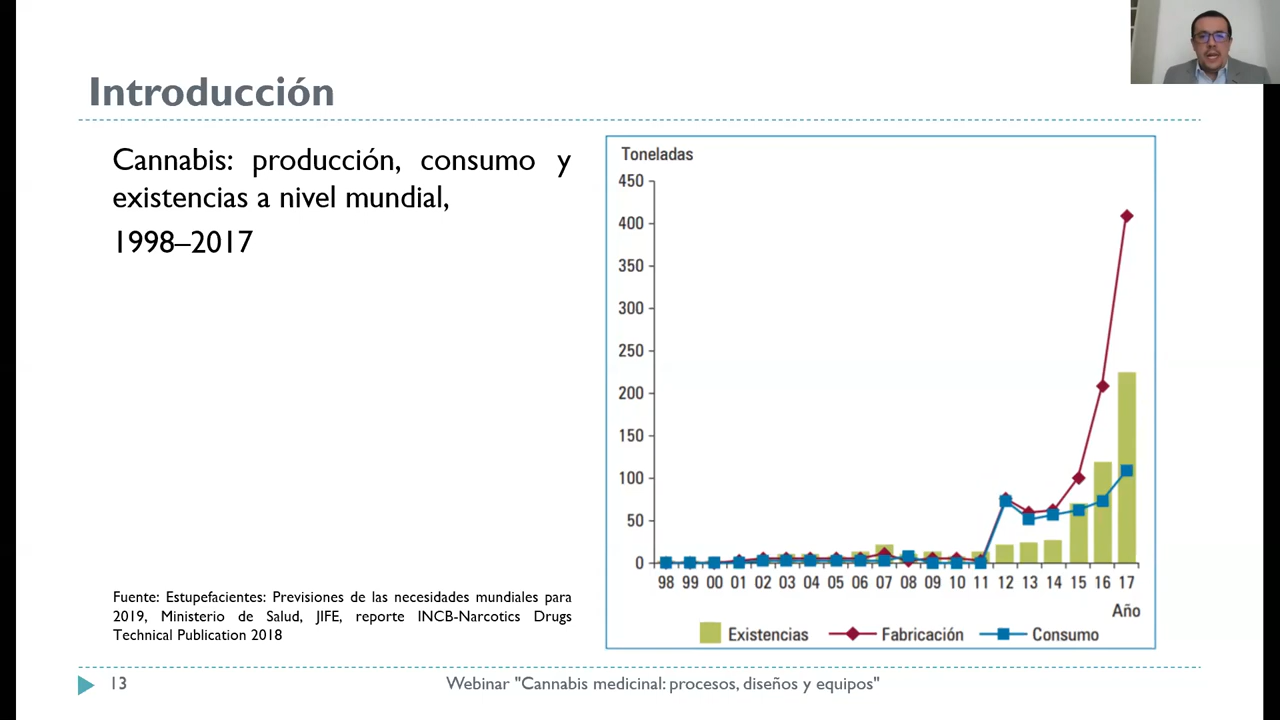 Introducción
Cannabis: producción, consumo y
existencias a nivel mundial,
1998–2017
Fuente: Estupefacientes: Previsiones de las necesidades mundiales para
2019, Ministerio de Salud, JIFE, reporte INCB-Narcotics Drugs
Technical Publication 2018
Toneladas
450
400
350
300
250
200
150
100
50
0
98 99 00 01 02 03 04 05 06 07 08 09 10 11 12 13 14 15 16 17
Año
Existencias Fabricación Consumo
13 Webinar "Cannabis medicinal: procesos, diseños y equipos"